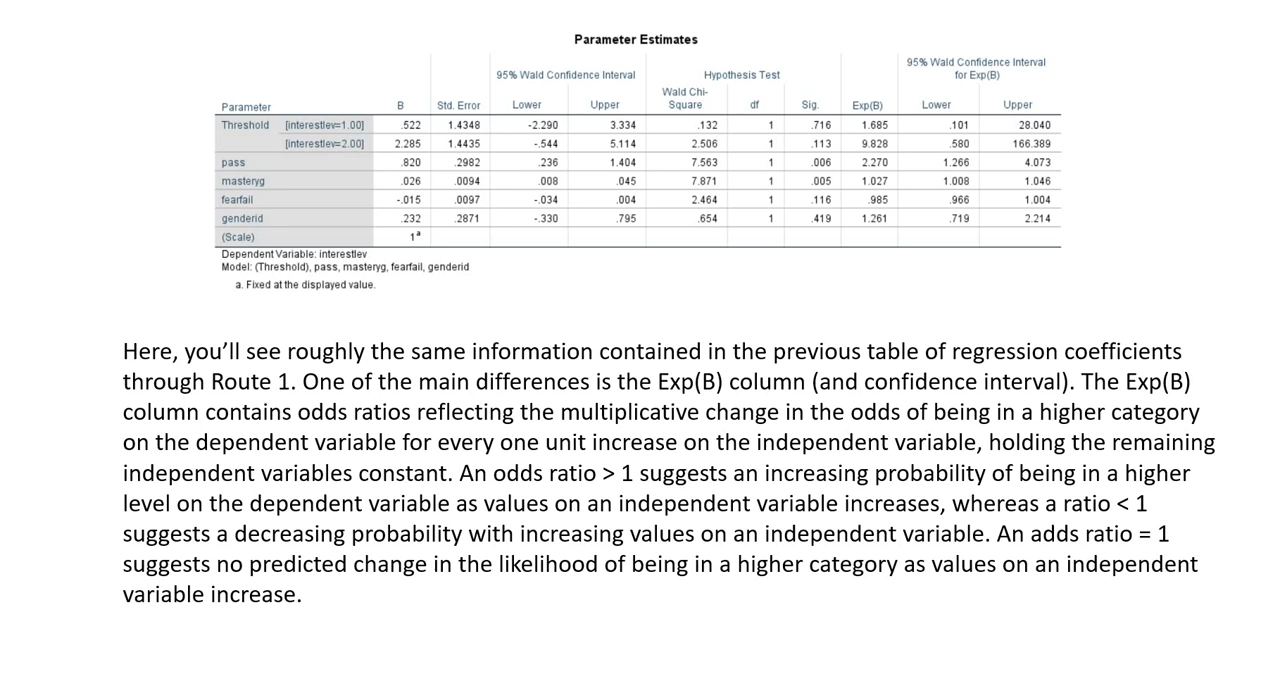 Parameter Estimates
95% Wald Confidence Interval Hypothesis Test 95% Wald Confidence Interval for Exp(B)
Parameter B Std. Error Lower Upper Wald Chi-Square df Sig. Exp(B) Lower Upper
Threshold [interestlev=1.00] .522 1.4348 -2.290 3.334 .132 1 .716 1.685 .101 28.040
[interestlev=2.00] 2.285 1.4435 -.544 5.114 2.506 1 .113 9.828 .580 166.389
pass .820 .2982 .236 1.404 7.563 1 .006 2.270 1.266 4.073
masteryg .026 .0094 .008 .045 7.871 1 .005 1.027 1.008 1.046
fearfail -.015 .0097 -.034 .004 2.464 1 .116 .985 .966 1.004
genderid .232 .2871 -.330 .795 .654 1 .419 1.261 .719 2.214
(Scale) 1ª
Dependent Variable: interestlev
Model: (Threshold), pass, masteryg, fearfail, genderid
a. Fixed at the displayed value.
Here, you’ll see roughly the same information contained in the previous table of regression coefficients
through Route 1. One of the main differences is the Exp(B) column (and confidence interval). The Exp(B)
column contains odds ratios reflecting the multiplicative change in the odds of being in a higher category
on the dependent variable for every one unit increase on the independent variable, holding the remaining
independent variables constant. An odds ratio > 1 suggests an increasing probability of being in a higher
level on the dependent variable as values on an independent variable increases, whereas a ratio < 1
suggests a decreasing probability with increasing values on an independent variable. An adds ratio = 1
suggests no predicted change in the likelihood of being in a higher category as values on an independent
variable increase.